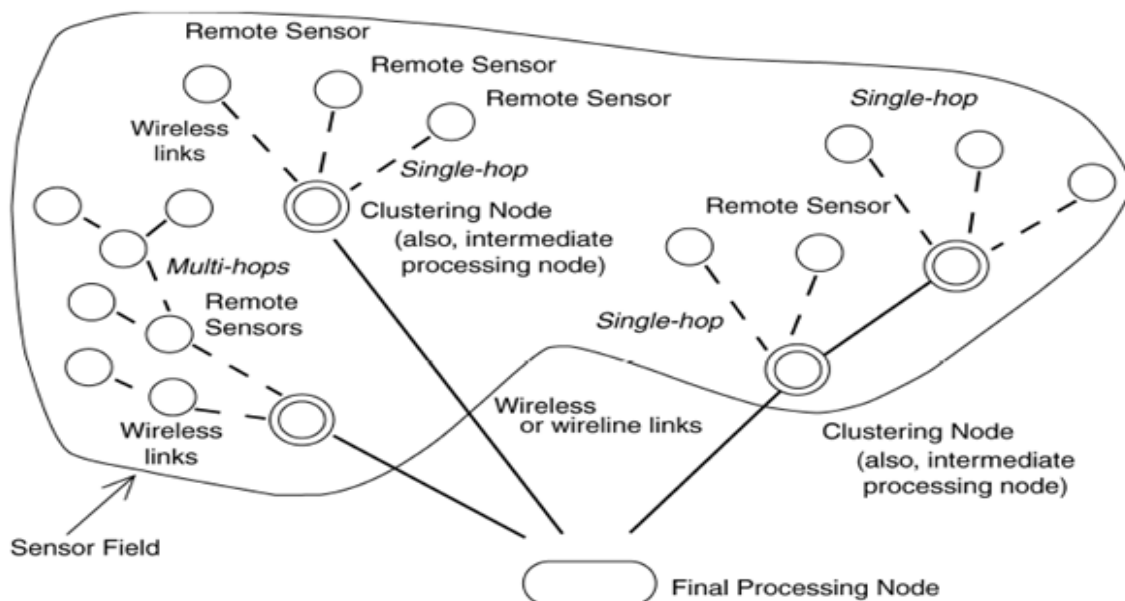 Remote Sensor
Remote Sensor
Remote Sensor
Single-hop
Wireless
links
Single-hop
Clustering Node
(also, intermediate
processing node)
Remote Sensor
Multi-hops
Remote
Sensors
Single-hop
Wireless
links
Wireless
or wireline links
Clustering Node
(also, intermediate
processing node)
Sensor Field
Final Processing Node